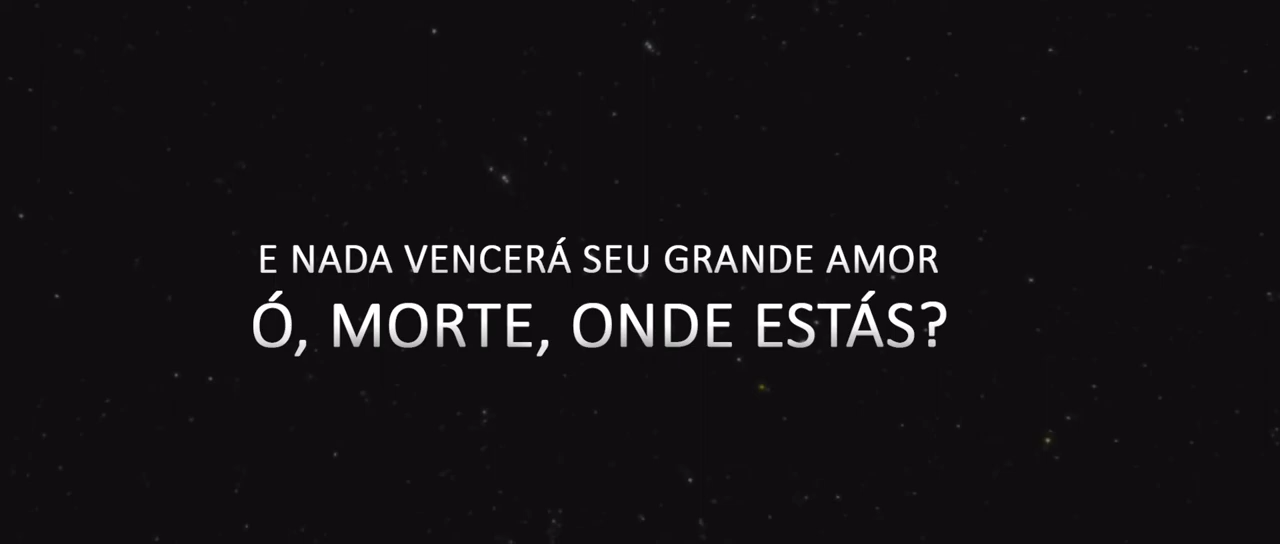 E NADA VENCERÁ SEU GRANDE AMOR
Ó, MORTE, ONDE ESTÁS?